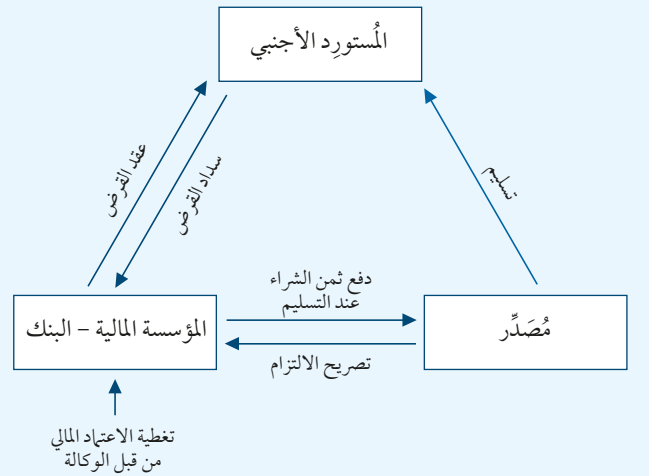 المُستورِد الأجنبي
عقد القرض
سداد القرض
تسليم
دفع ثمن الشراء
عند التسليم
المؤسسة المالية – البنك
مُصَدِّر
تصريح الالتزام
تغطية الاعتماد المالي
من قبل الوكالة